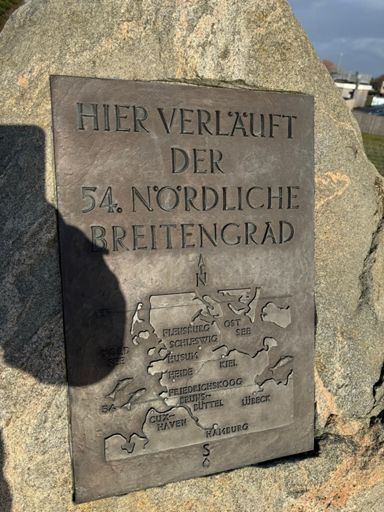 HIER VERLÄUFT
DER
54. NÖRDLICHE
BREITENGRAD
N
FLENSBURG
OST
SEE
SCHLESWIG
NORD
SEE
HUSUM
KIEL
HEIDE
FRIEDRICHSKOOG
54
BRUNS-
BÜTTEL
LÜBECK
CUX-
HAVEN
HAMBURG
S